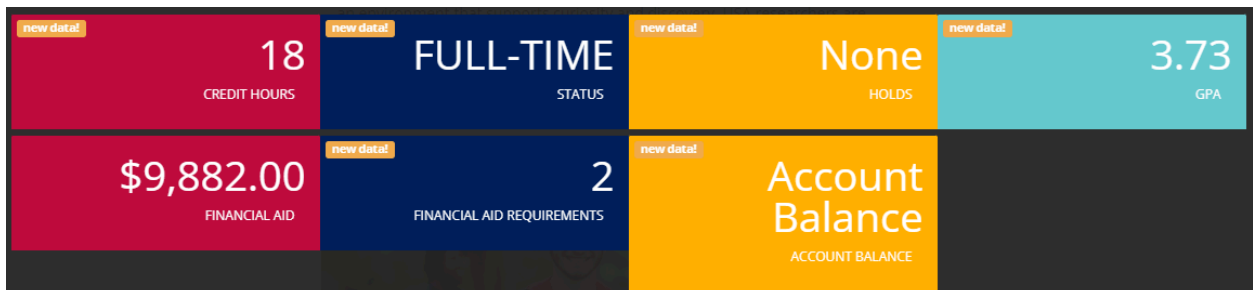 new data!
18
CREDIT HOURS
new data!
FULL-TIME
STATUS
new data!
None
HOLDS
new data!
3.73
GPA
$9,882.00
FINANCIAL AID
new data!
2
FINANCIAL AID REQUIREMENTS
new data!
Account
Balance
ACCOUNT BALANCE